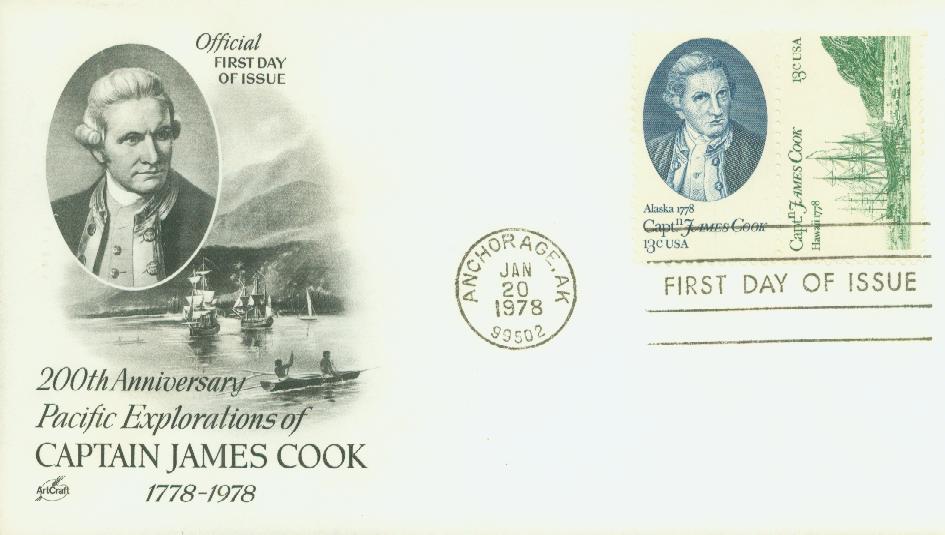 Official
FIRST DAY
OF ISSUE
200th Anniversary
Pacific Explorations of
CAPTAIN JAMES COOK
1778-1978
ArtCraft
ANCHORAGE, AK
JAN
20
1978
99502
Alaska 1778
Captⁿ JAMES COOK
13c USA
Captⁿ JAMES COOK
Hawaii 1778
13c USA
FIRST DAY OF ISSUE